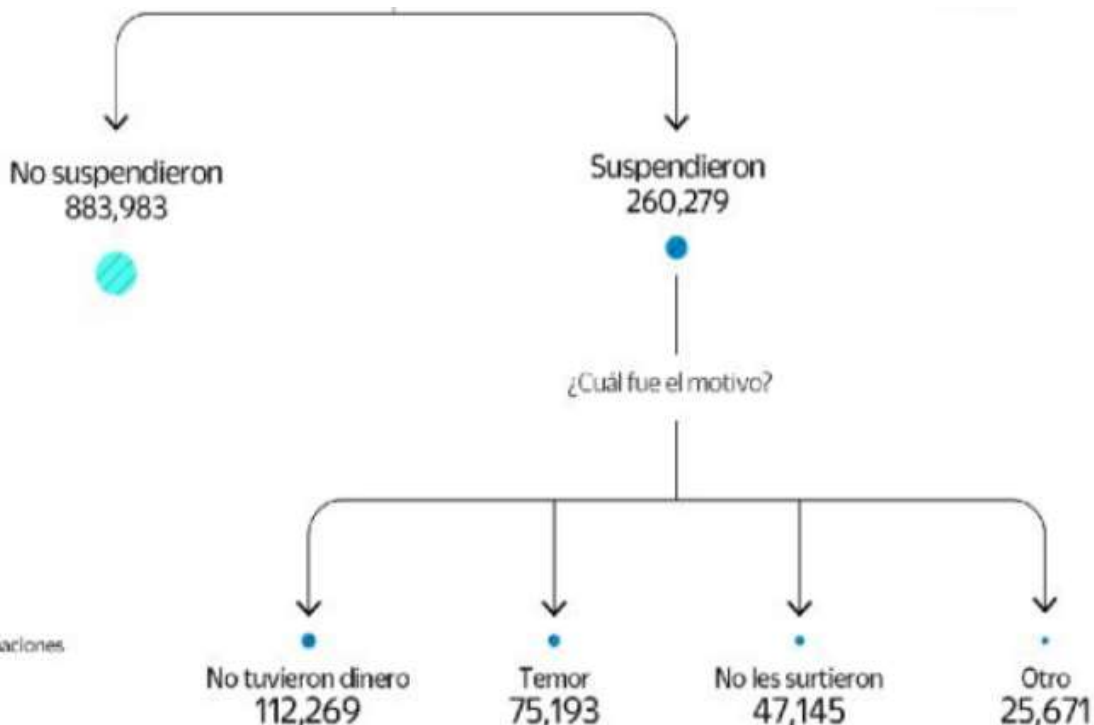 No suspendieron
883,983
Suspendieron
260,279
¿Cuál fue el motivo?
No tuvieron dinero
112,269
Temor
75,193
No les surtieron
47,145
Otro
25,671